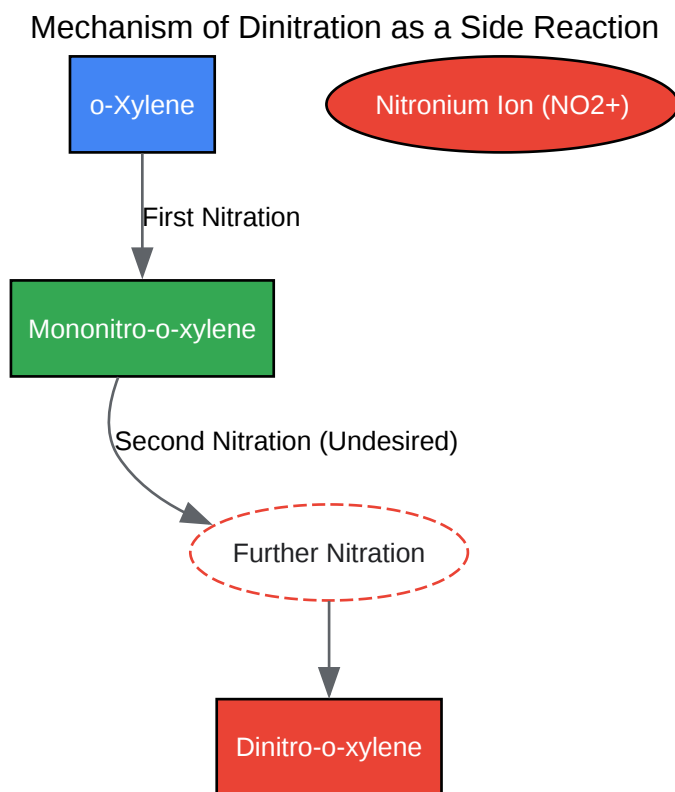 Mechanism of Dinitration as a Side Reaction
o-Xylene
Nitronium Ion (NO2+)
First Nitration
Mononitro-o-xylene
Second Nitration (Undesired)
Further Nitration
Dinitro-o-xylene